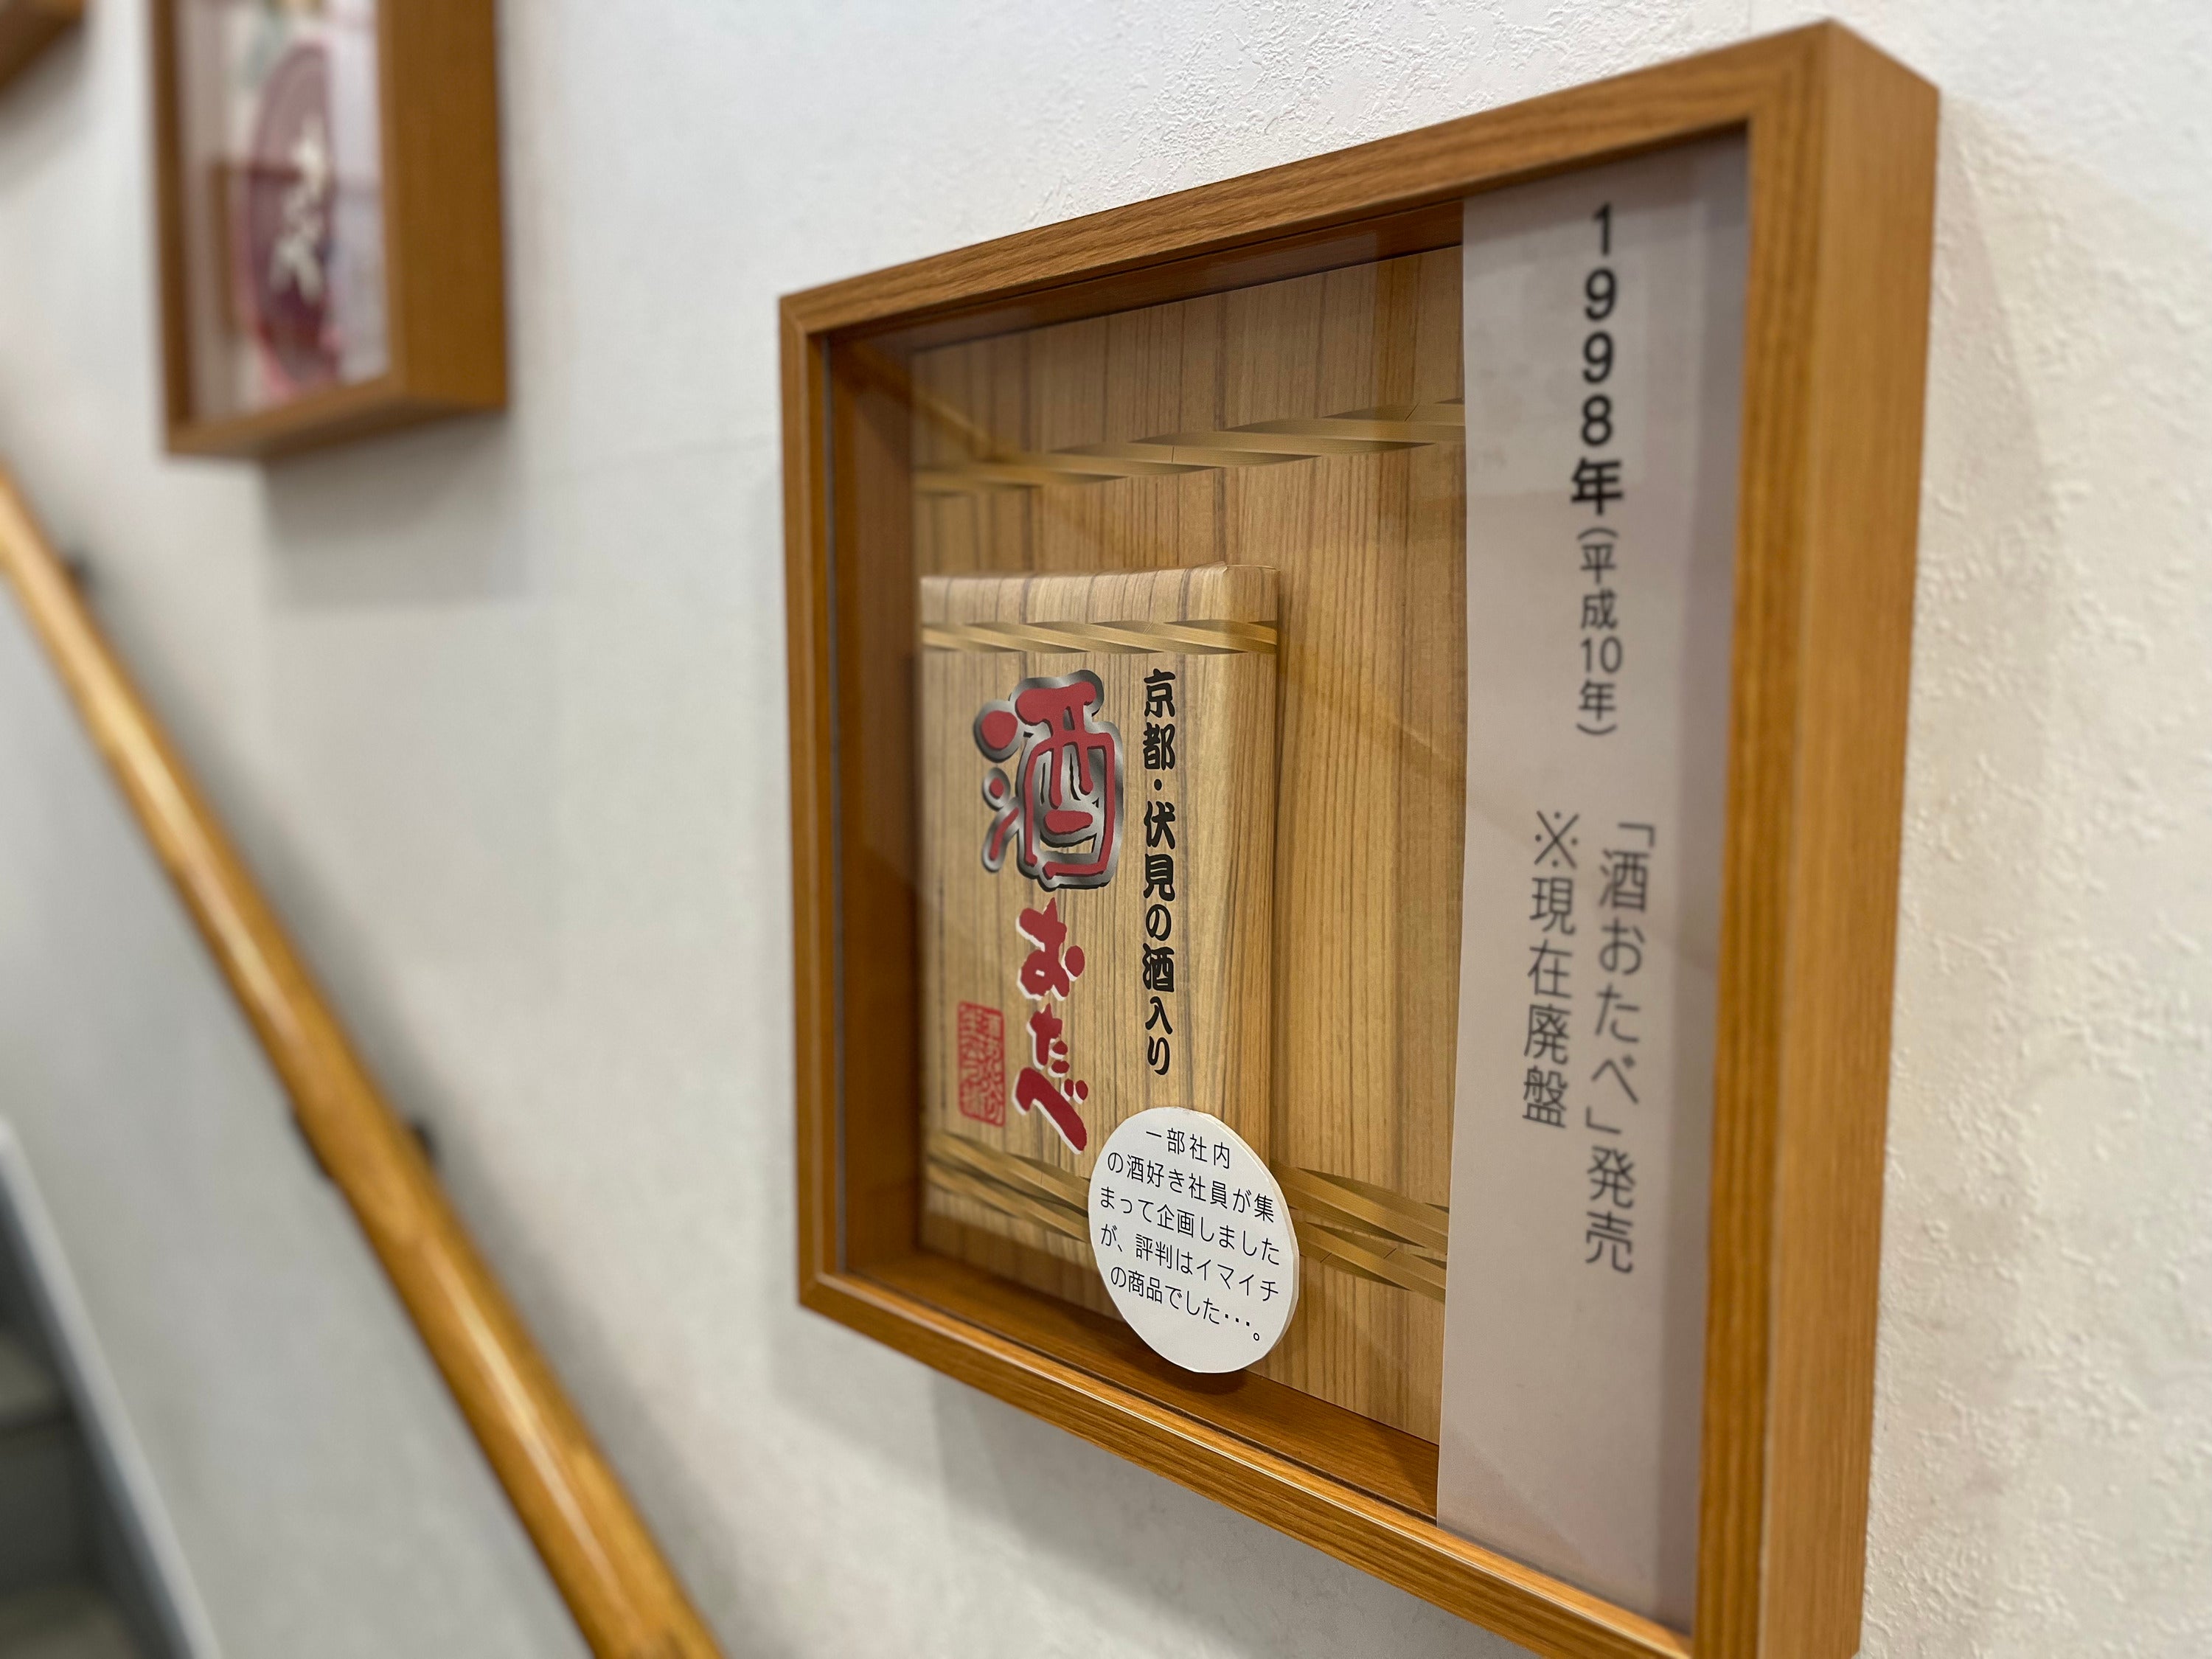 1998年(平成10年)
「酒おたべ」発売
※現在廃盤
京都・伏見の酒入り
酒おたべ
一部社内
の酒好き社員が集
まって企画しました
が、評判はイマイチ
の商品でした･･･。